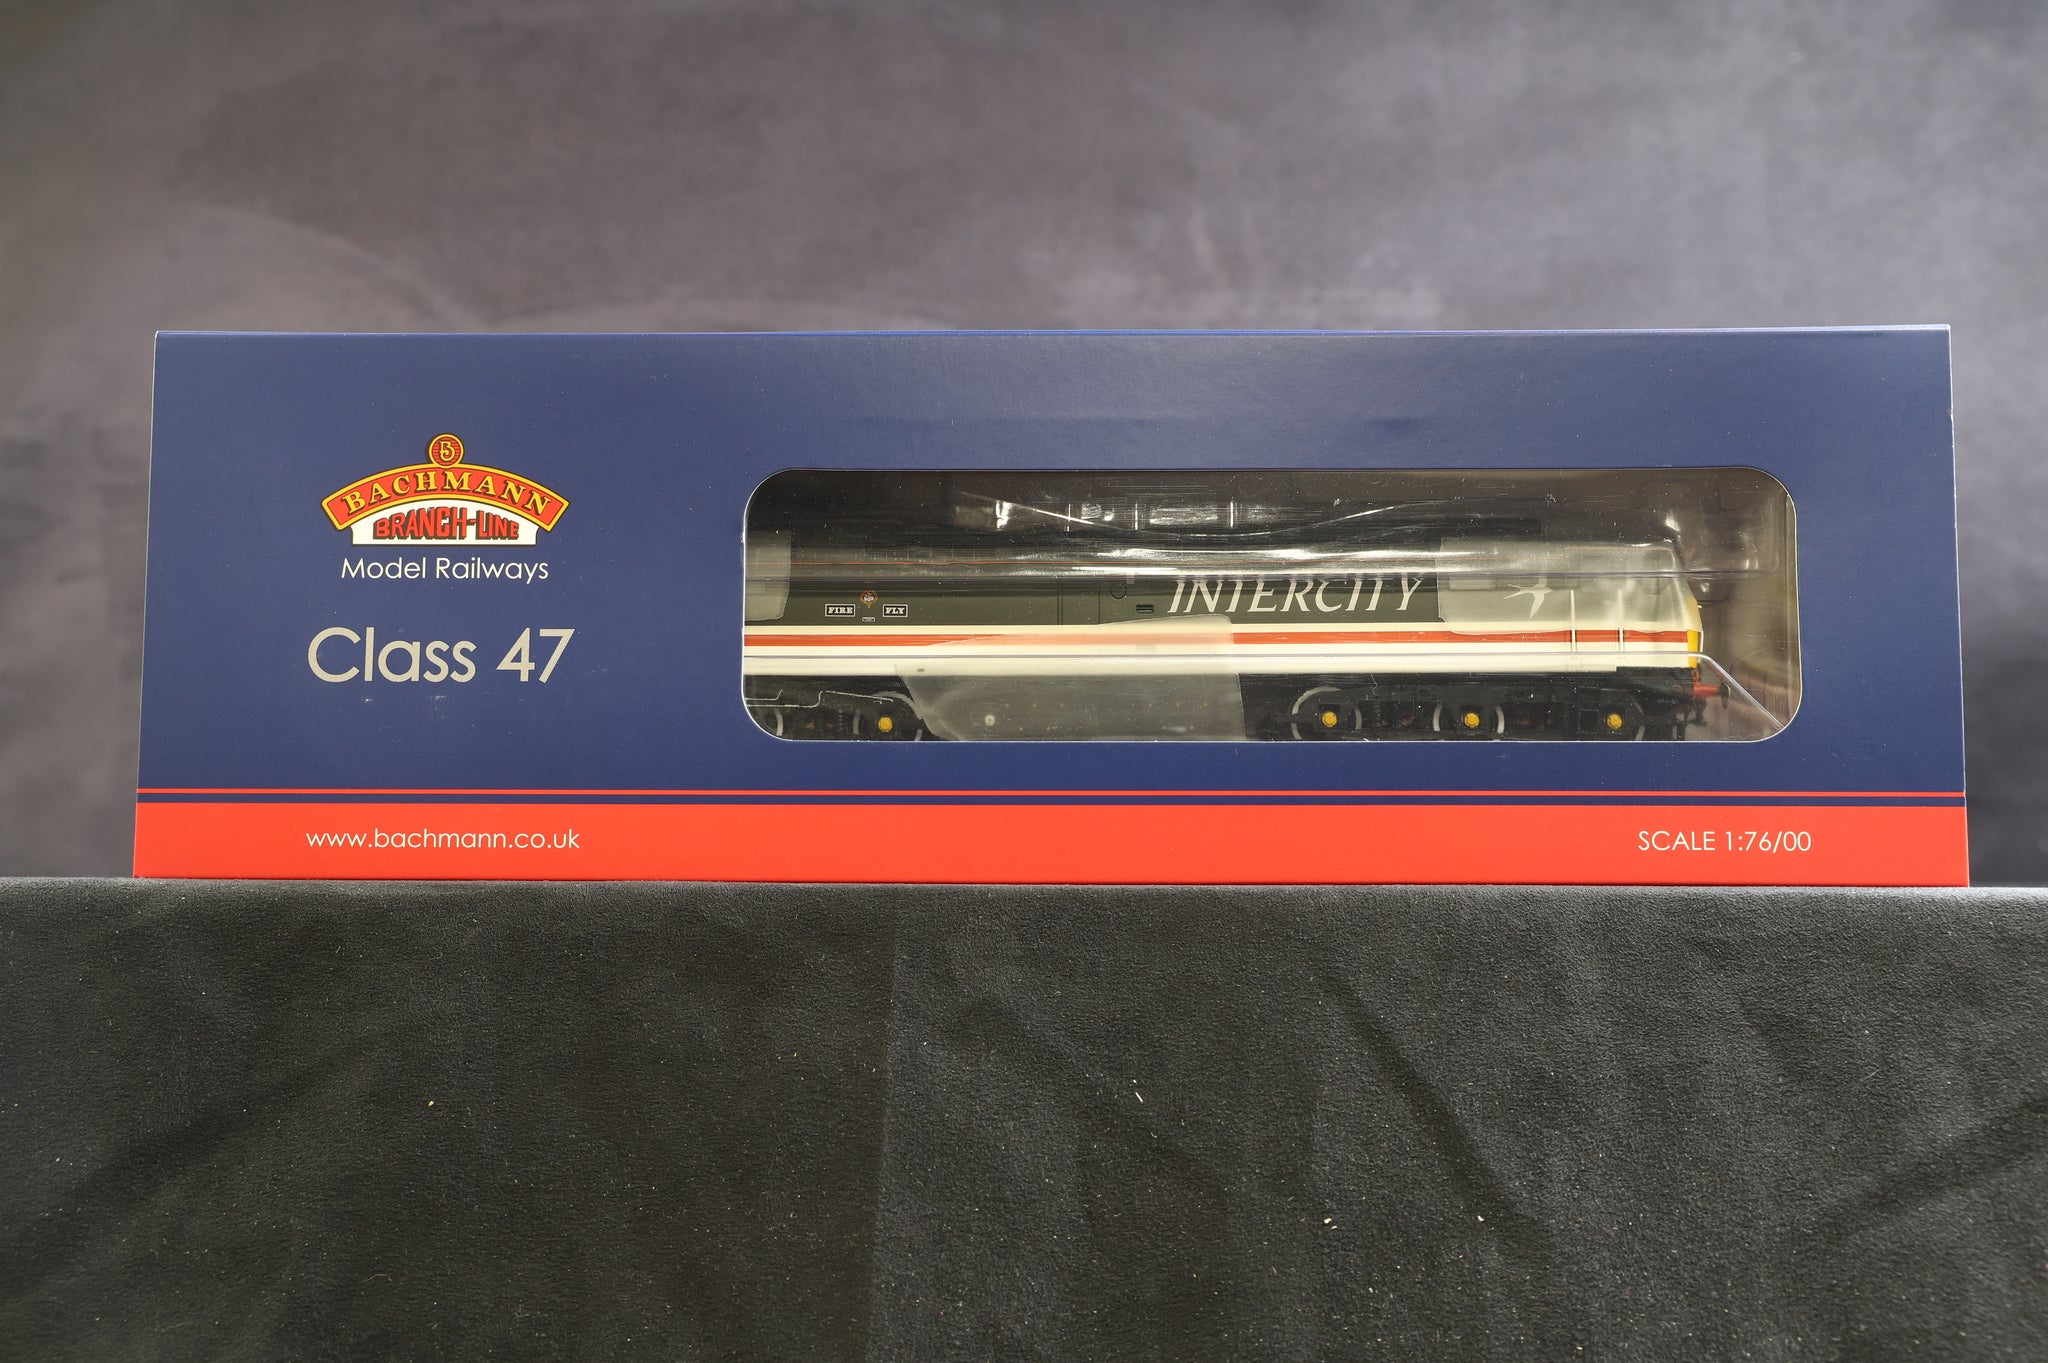 B
BACHMANN
BRANCH-LINE
Model Railways
Class 47
FIRE FLY
INTERCITY
www.bachmann.co.uk
SCALE 1:76/00